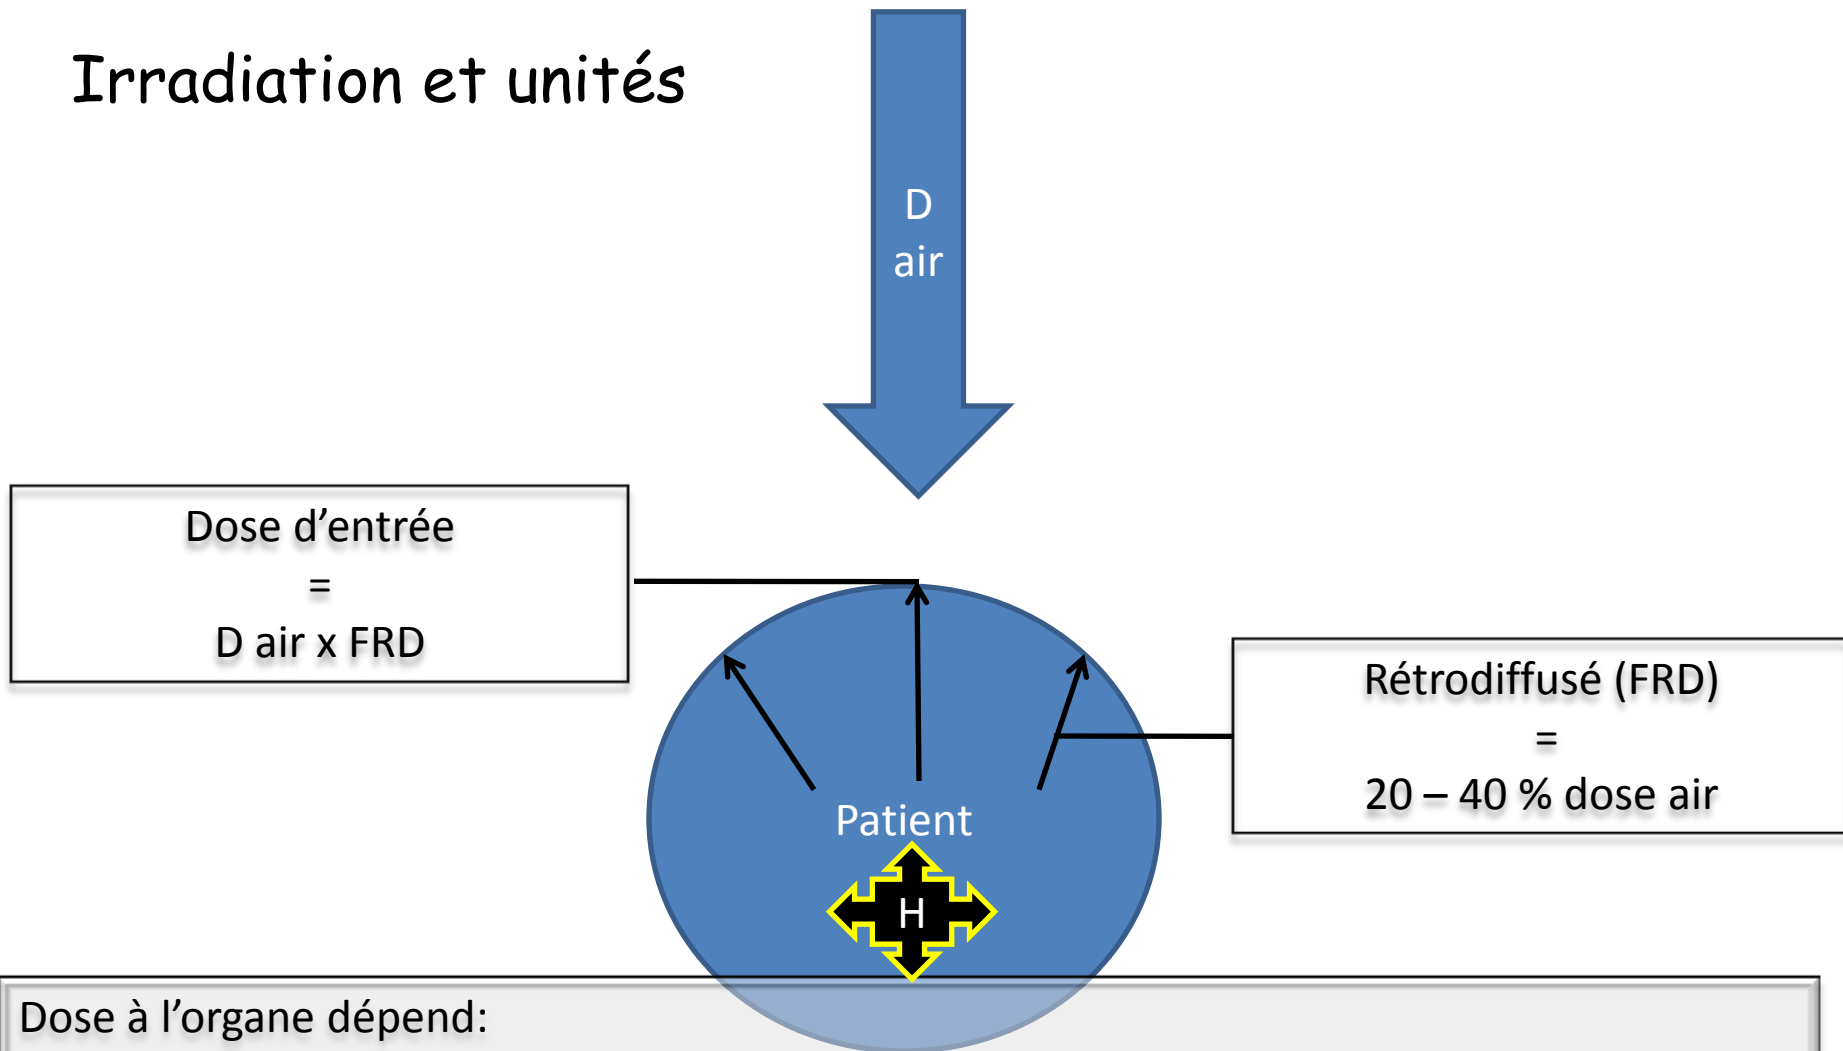 Irradiation et unités
D
air
Dose d’entrée
=
D air x FRD
Rétrodiffusé (FRD)
=
20 – 40 % dose air
Patient
H
Dose à l’organe dépend: